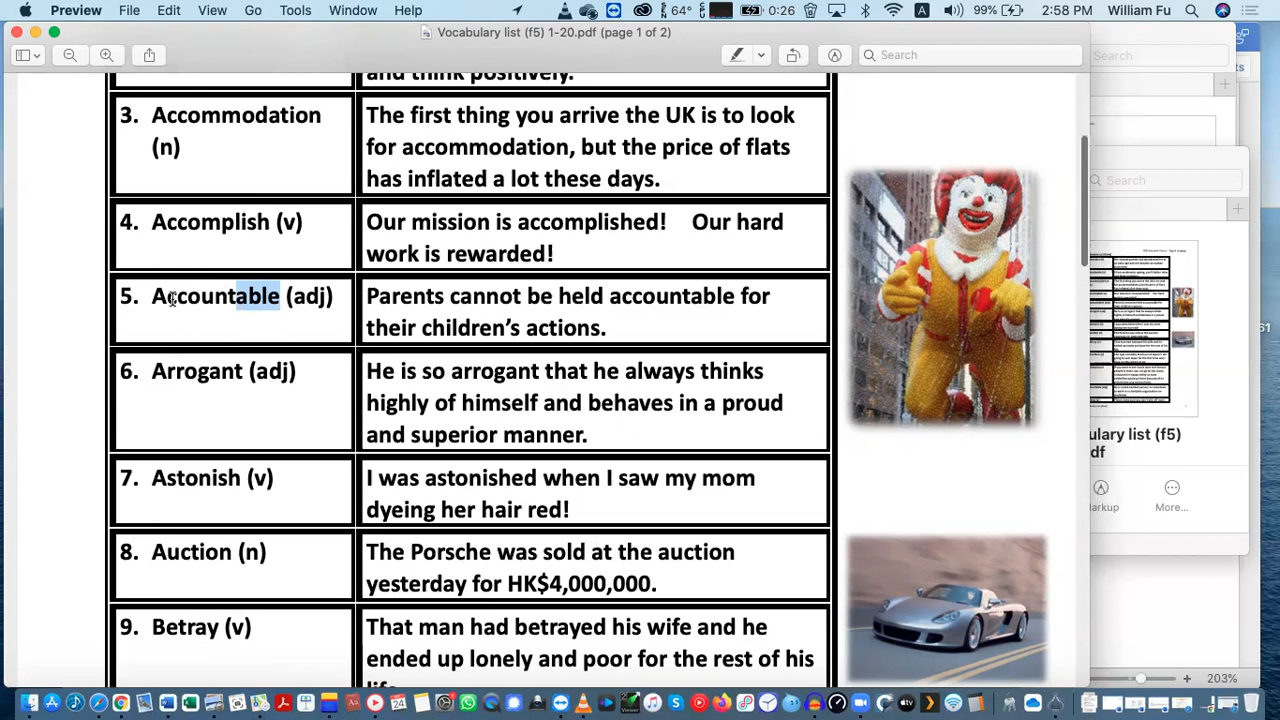 Preview File Edit View Go Tools Window Help 64° 0:26 99% 2:58 PM William Fu
Vocabulary list (f5) 1-20.pdf (page 1 of 2)
Search
Search
and think positively.
3. Accommodation
(n)
The first thing you arrive the UK is to look
for accommodation, but the price of flats
has inflated a lot these days.
4. Accomplish (v)
Our mission is accomplished! Our hard
work is rewarded!
5. Accountable (adj)
Parents cannot be held accountable for
their children's actions.
6. Arrogant (adj)
He is so arrogant that he always thinks
highly of himself and behaves in a proud
and superior manner.
7. Astonish (v)
I was astonished when I saw my mom
dyeing her hair red!
8. Auction (n)
The Porsche was sold at the auction
yesterday for HK$4,000,000.
9. Betray (v)
That man had betrayed his wife and he
ended up lonely and poor for the rest of his
Search
ulary list (f5)
df
larkup More...
203%